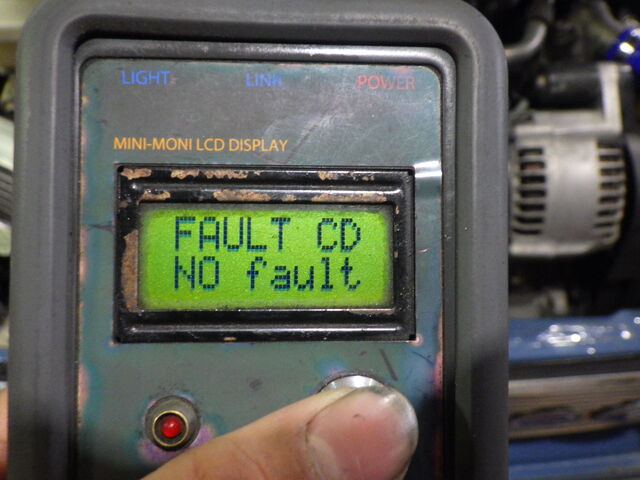 LIGHT LINK POWER
MINI-MONI LCD DISPLAY
FAULT CD
NO fault